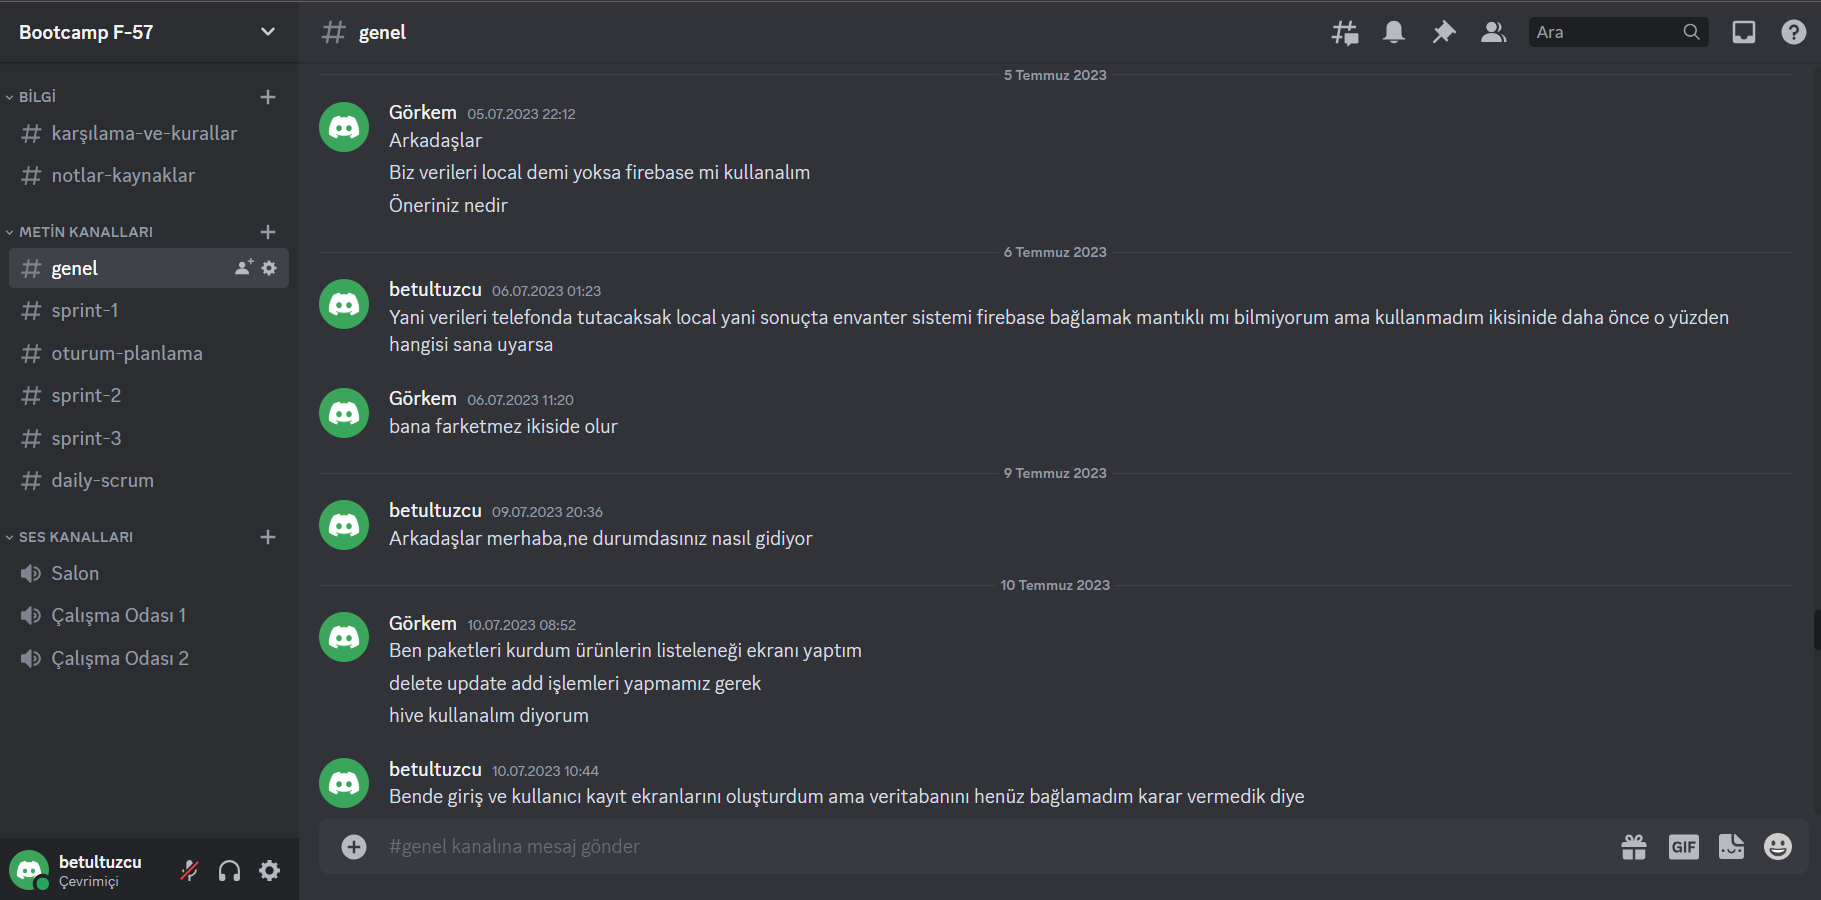 Bootcamp F-57
BİLGİ
karşılama-ve-kurallar
notlar-kaynaklar
METİN KANALLARI
genel
sprint-1
oturum-planlama
sprint-2
sprint-3
daily-scrum
SES KANALLARI
Salon
Çalışma Odası 1
Çalışma Odası 2
betultuzcu
Çevrimiçi
genel
Ara
5 Temmuz 2023
Görkem 05.07.2023 22:12
Arkadaşlar
Biz verileri local demi yoksa firebase mi kullanalım
Öneriniz nedir
6 Temmuz 2023
betultuzcu 06.07.2023 01:23
Yani verileri telefonda tutacaksak local yani sonuçta envanter sistemi firebase bağlamak mantıklı mı bilmiyorum ama kullanmadım ikisinide daha önce o yüzden
hangisi sana uyarsa
Görkem 06.07.2023 11:20
bana farketmez ikiside olur
9 Temmuz 2023
betultuzcu 09.07.2023 20:36
Arkadaşlar merhaba,ne durumdasınız nasıl gidiyor
10 Temmuz 2023
Görkem 10.07.2023 08:52
Ben paketleri kurdum ürünlerin listeleneği ekranı yaptım
delete update add işlemleri yapmamız gerek
hive kullanalım diyorum
betultuzcu 10.07.2023 10:44
Bende giriş ve kullanıcı kayıt ekranlarını oluşturdum ama veritabanını henüz bağlamadım karar vermedik diye
#genel kanalına mesaj gönder
GIF